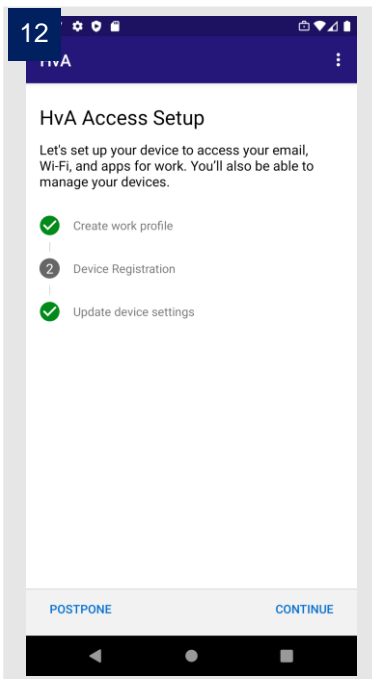 12
HvA
HvA Access Setup
Let's set up your device to access your email,
Wi-Fi, and apps for work. You'll also be able to
manage your devices.
Create work profile
2 Device Registration
Update device settings
POSTPONE CONTINUE